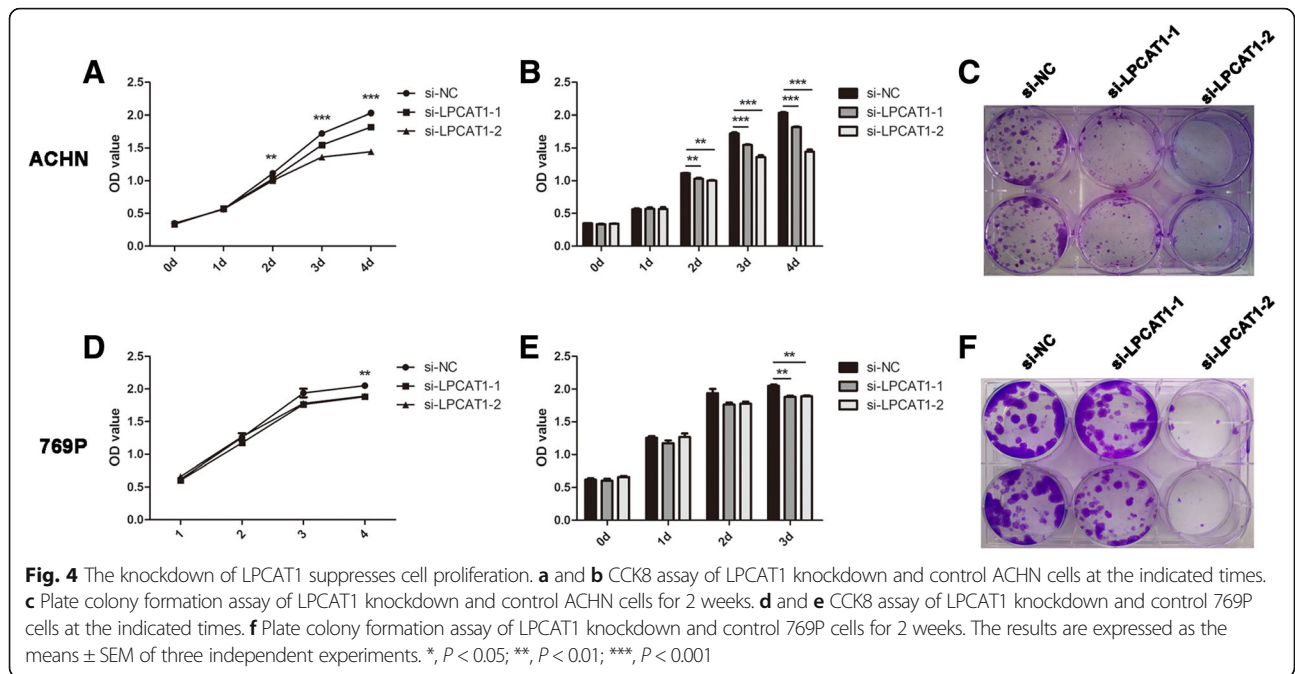 A
B
C
ACHN
OD value
2.5
2.0
1.5
1.0
0.5
0.0
0d
1d
2d
3d
4d
**
***
***
si-NC
si-LPCAT1-1
si-LPCAT1-2
OD value
2.5
2.0
1.5
1.0
0.5
0.0
0d
1d
2d
3d
4d
**
**
***
***
***
***
si-NC
si-LPCAT1-1
si-LPCAT1-2
si-NC
si-LPCAT1-1
si-LPCAT1-2
D
E
F
769P
OD value
2.5
2.0
1.5
1.0
0.5
0.0
1
2
3
4
**
si-NC
si-LPCAT1-1
si-LPCAT1-2
OD value
2.5
2.0
1.5
1.0
0.5
0.0
0d
1d
2d
3d
**
**
si-NC
si-LPCAT1-1
si-LPCAT1-2
si-NC
si-LPCAT1-1
si-LPCAT1-2
Fig. 4 The knockdown of LPCAT1 suppresses cell proliferation. a and b CCK8 assay of LPCAT1 knockdown and control ACHN cells at the indicated times.
c Plate colony formation assay of LPCAT1 knockdown and control ACHN cells for 2 weeks. d and e CCK8 assay of LPCAT1 knockdown and control 769P
cells at the indicated times. f Plate colony formation assay of LPCAT1 knockdown and control 769P cells for 2 weeks. The results are expressed as the
means ± SEM of three independent experiments. *, P < 0.05; **, P < 0.01; ***, P < 0.001